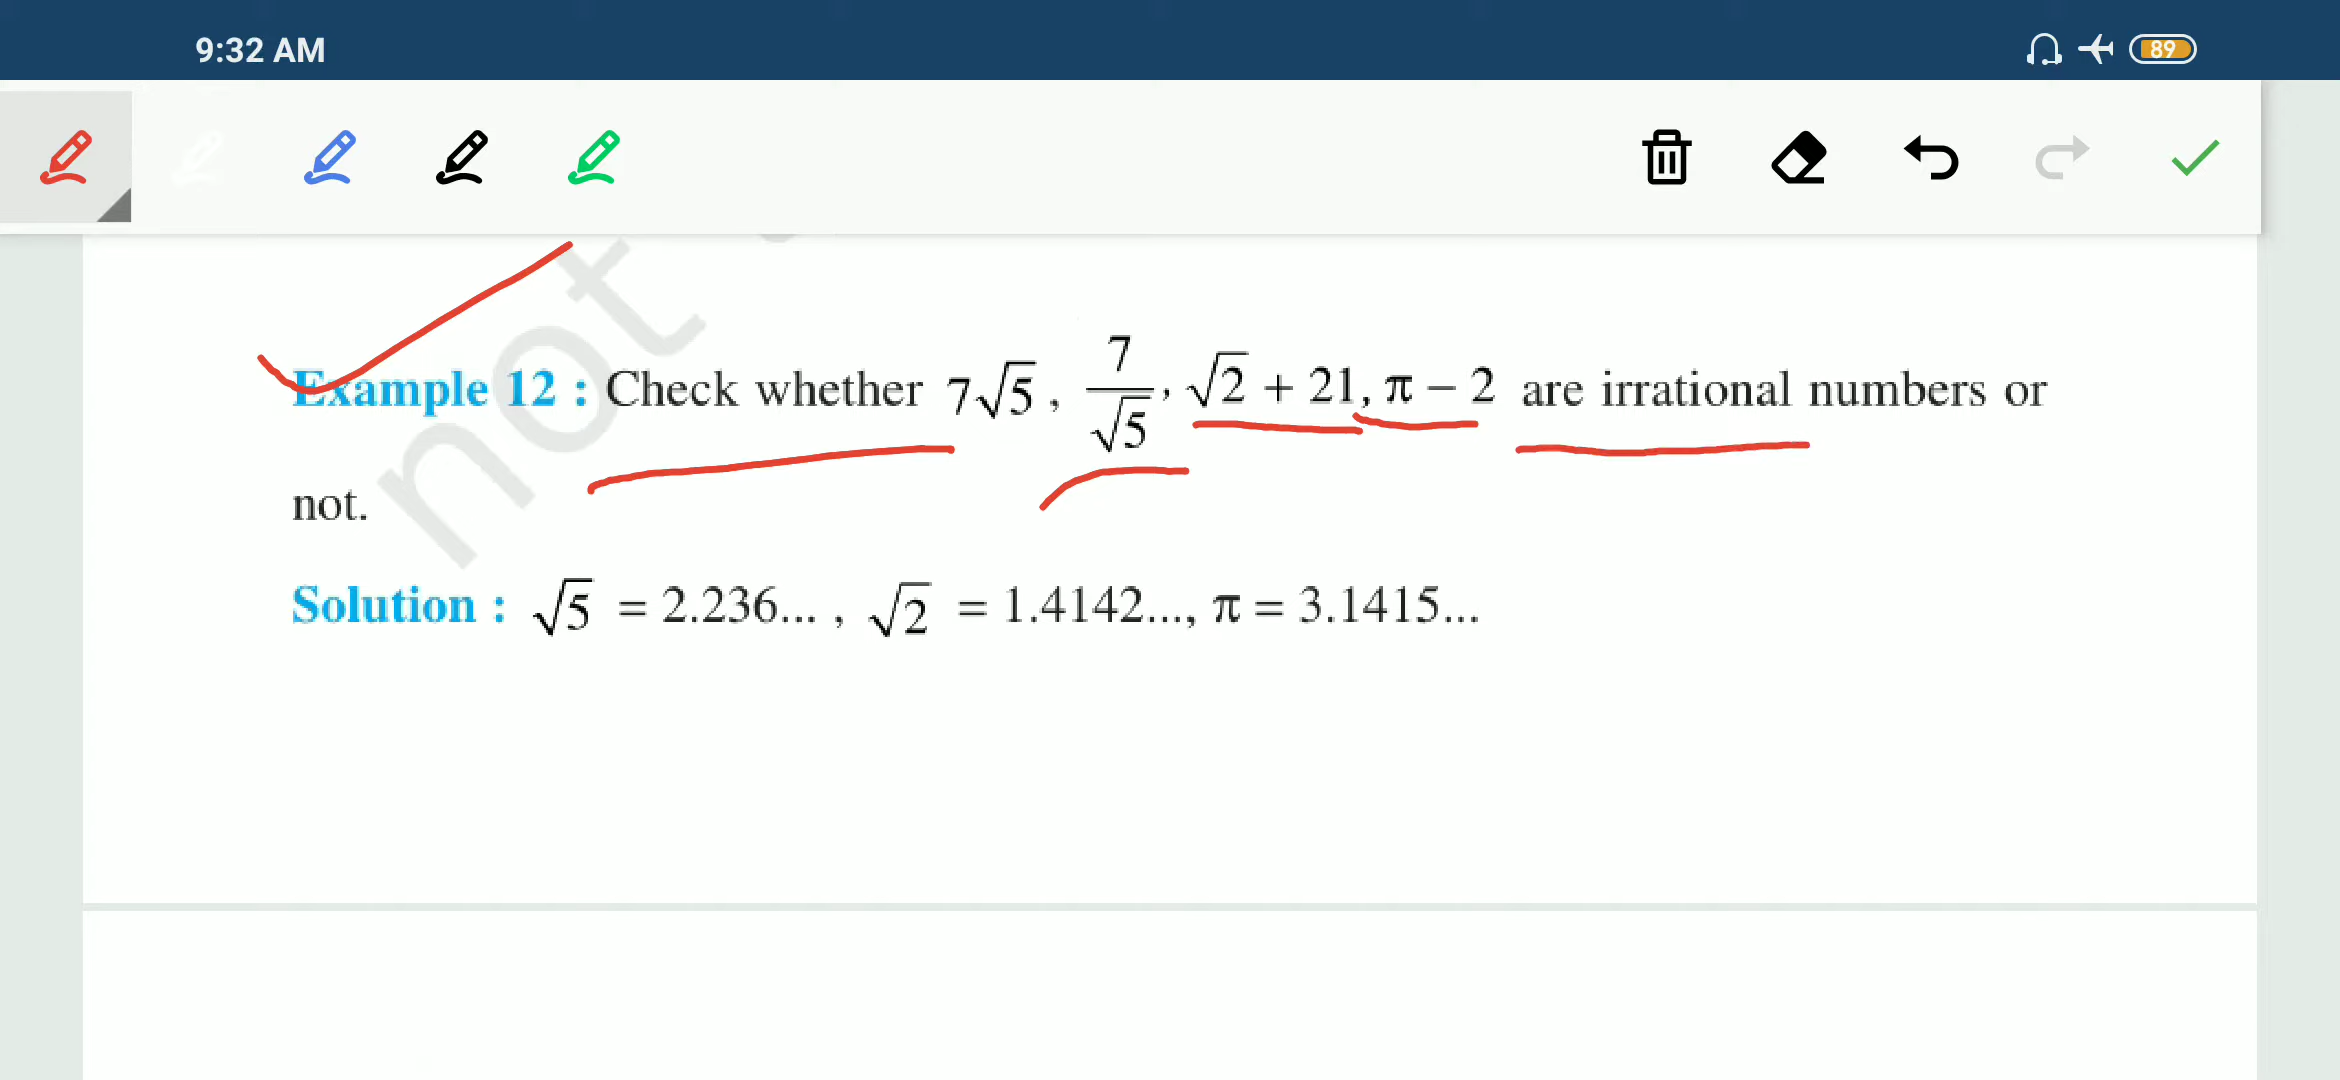 9:32 AM
89
not
Example 12 : Check whether 7√5 , 7/√5 , √2 + 21, π – 2 are irrational numbers or
not.
Solution : √5 = 2.236... , √2 = 1.4142..., π = 3.1415...